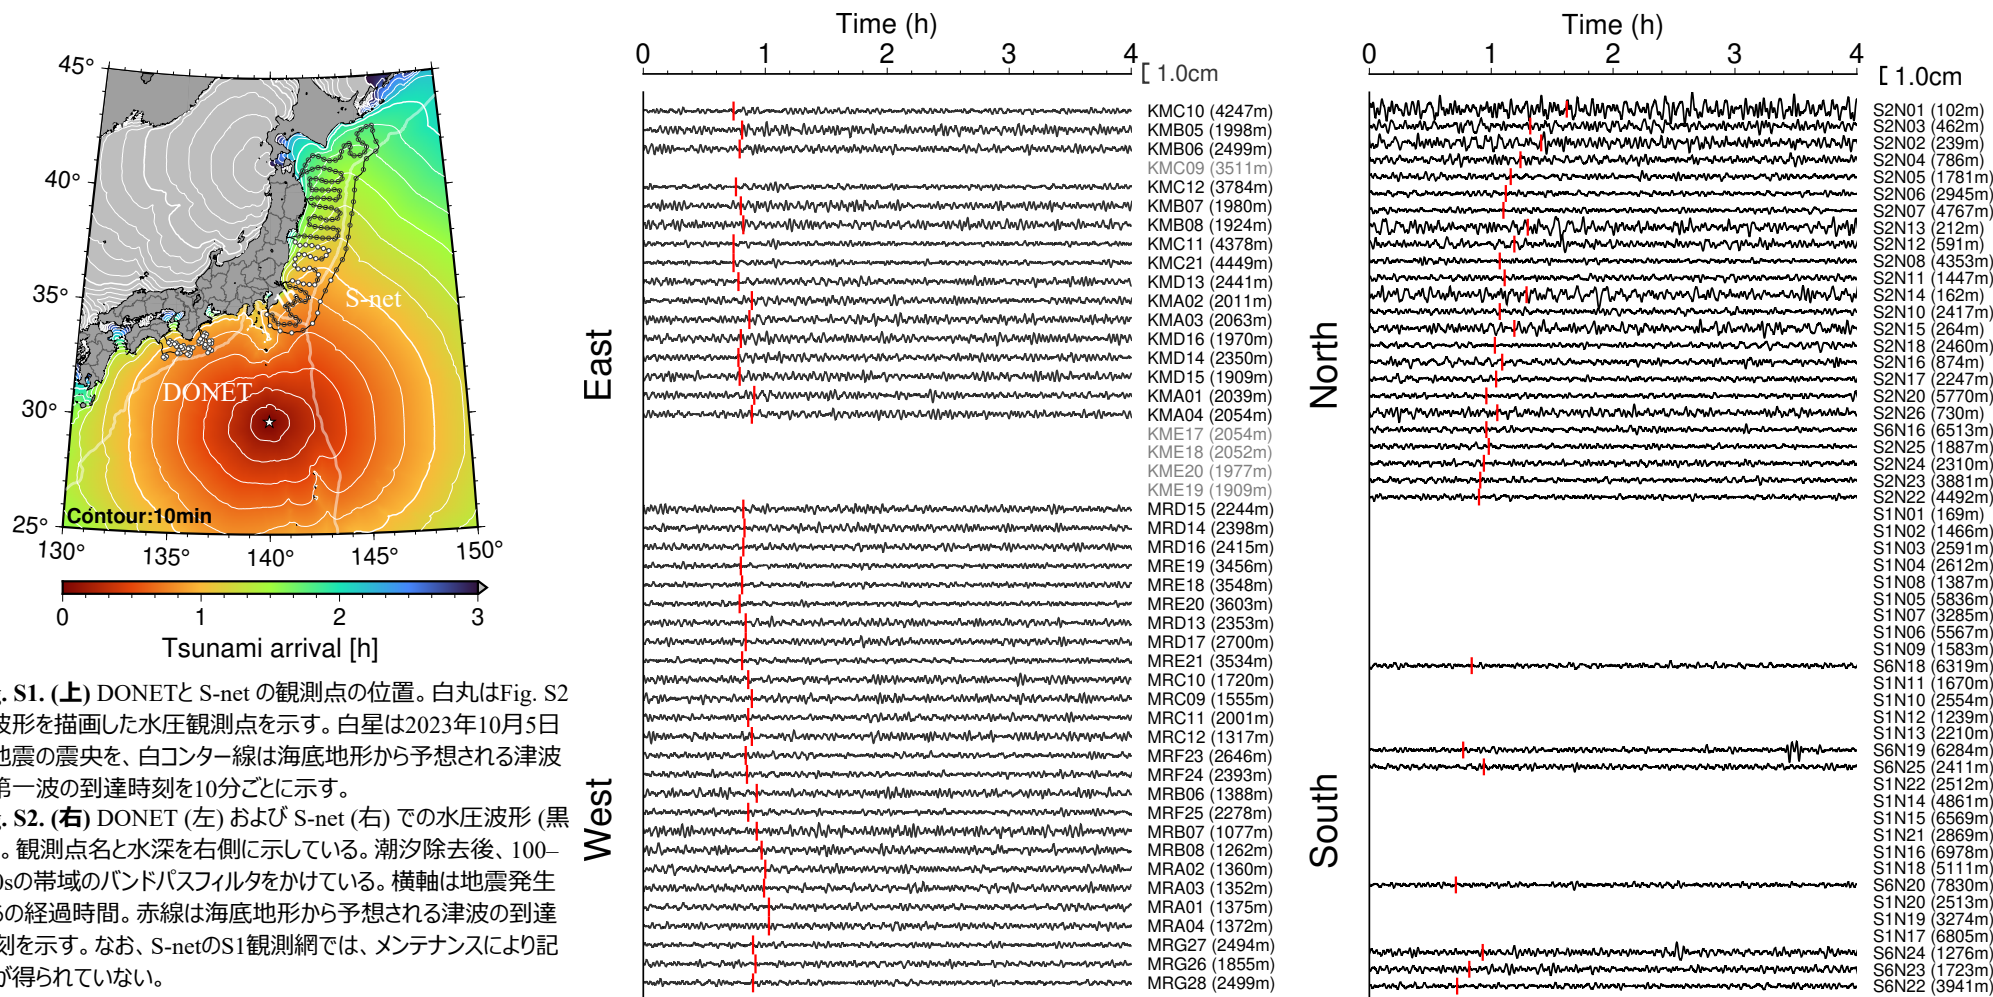 45°
40°
35°
30°
25°
S-net
DONET
Contour:10min
130°
135°
140°
145°
150°
0
1
2
3
Tsunami arrival [h]
S1. (上) DONETと S-net の観測点の位置。白丸はFig. S2
波形を描画した水圧観測点を示す。白星は2023年10月5日
地震の震央を、白コンター線は海底地形から予想される津波
第一波の到達時刻を10分ごとに示す。
S2. (右) DONET (左) および S-net (右) での水圧波形 (黒
。観測点名と水深を右側に示している。潮汐除去後、100–
0sの帯域のバンドパスフィルタをかけている。横軸は地震発生
の経過時間。赤線は海底地形から予想される津波の到達
刻を示す。なお、S-netのS1観測網では、メンテナンスにより記
が得られていない。
Time (h)
0 1 2 3 4
1.0cm
East
West
KMC10 (4247m)
KMB05 (1998m)
KMB06 (2499m)
KMC09 (3511m)
KMC12 (3784m)
KMB07 (1980m)
KMB08 (1924m)
KMC11 (4378m)
KMC21 (4449m)
KMD13 (2441m)
KMA02 (2011m)
KMA03 (2063m)
KMD16 (1970m)
KMD14 (2350m)
KMD15 (1909m)
KMA01 (2039m)
KMA04 (2054m)
KME17 (2054m)
KME18 (2052m)
KME20 (1977m)
KME19 (1909m)
MRD15 (2244m)
MRD14 (2398m)
MRD16 (2415m)
MRE19 (3456m)
MRE18 (3548m)
MRE20 (3603m)
MRD13 (2353m)
MRD17 (2700m)
MRE21 (3534m)
MRC10 (1720m)
MRC09 (1555m)
MRC11 (2001m)
MRC12 (1317m)
MRF23 (2646m)
MRF24 (2393m)
MRB06 (1388m)
MRF25 (2278m)
MRB07 (1077m)
MRB08 (1262m)
MRA02 (1360m)
MRA03 (1352m)
MRA01 (1375m)
MRA04 (1372m)
MRG27 (2494m)
MRG26 (1855m)
MRG28 (2499m)
Time (h)
0 1 2 3 4
1.0cm
North
South
S2N01 (102m)
S2N03 (462m)
S2N02 (239m)
S2N04 (786m)
S2N05 (1781m)
S2N06 (2945m)
S2N07 (4767m)
S2N13 (212m)
S2N12 (591m)
S2N08 (4353m)
S2N11 (1447m)
S2N14 (162m)
S2N10 (2417m)
S2N15 (264m)
S2N18 (2460m)
S2N16 (874m)
S2N17 (2247m)
S2N20 (5770m)
S2N26 (730m)
S6N16 (6513m)
S2N25 (1887m)
S2N24 (2310m)
S2N23 (3881m)
S2N22 (4492m)
S1N01 (169m)
S1N02 (1466m)
S1N03 (2591m)
S1N04 (2612m)
S1N08 (1387m)
S1N05 (5836m)
S1N07 (3285m)
S1N06 (5567m)
S1N09 (1583m)
S6N18 (6319m)
S1N11 (1670m)
S1N10 (2554m)
S1N12 (1239m)
S1N13 (2210m)
S6N19 (6284m)
S6N25 (2411m)
S1N22 (2512m)
S1N14 (4861m)
S1N15 (6569m)
S1N21 (2869m)
S1N16 (6978m)
S1N18 (5111m)
S6N20 (7830m)
S1N20 (2513m)
S1N19 (3274m)
S1N17 (6805m)
S6N24 (1276m)
S6N23 (1723m)
S6N22 (3941m)